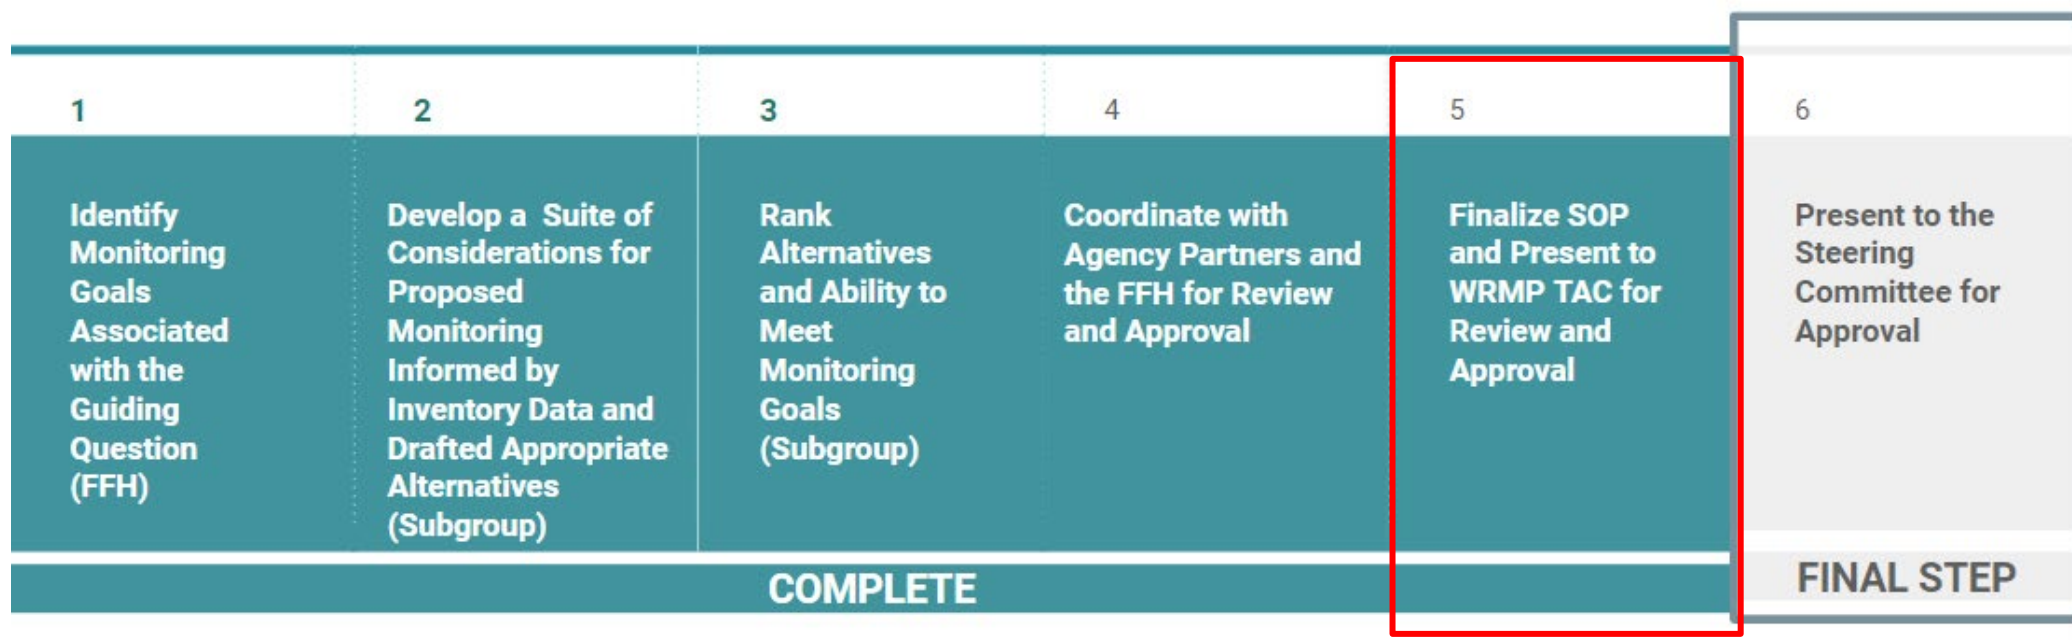 1
Identify
Monitoring
Goals
Associated
with the
Guiding
Question
(FFH)
2
Develop a Suite of
Considerations for
Proposed
Monitoring
Informed by
Inventory Data and
Drafted Appropriate
Alternatives
(Subgroup)
3
Rank
Alternatives
and Ability to
Meet
Monitoring
Goals
(Subgroup)
4
Coordinate with
Agency Partners and
the FFH for Review
and Approval
5
Finalize SOP
and Present to
WRMP TAC for
Review and
Approval
6
Present to the
Steering
Committee for
Approval
COMPLETE
FINAL STEP